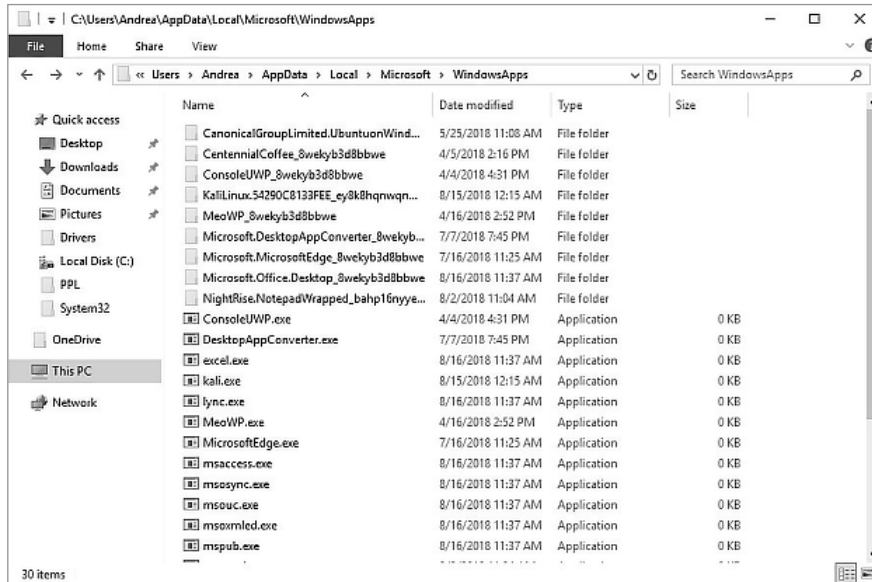 C:\Users\Andrea\AppData\Local\Microsoft\WindowsApps
File Home Share View
« Users › Andrea › AppData › Local › Microsoft › WindowsApps Search WindowsApps
Name Date modified Type Size
Quick access
Desktop
Downloads
Documents
Pictures
Drivers
Local Disk (C:)
PPL
System32
OneDrive
This PC
Network
CanonicalGroupLimited.UbuntuonWind... 5/25/2018 11:08 AM File folder
CentennialCoffee_8wekyb3d8bbwe 4/5/2018 2:16 PM File folder
ConsoleUWP_8wekyb3d8bbwe 4/4/2018 4:31 PM File folder
KaliLinux.54290C8133FEE_ey8k8hqnwqn... 8/15/2018 12:15 AM File folder
MeoWP_8wekyb3d8bbwe 4/16/2018 2:52 PM File folder
Microsoft.DesktopAppConverter_8wekyb... 7/7/2018 7:45 PM File folder
Microsoft.MicrosoftEdge_8wekyb3d8bbwe 7/16/2018 11:25 AM File folder
Microsoft.Office.Desktop_8wekyb3d8bbwe 8/16/2018 11:37 AM File folder
NightRise.NotepadWrapped_bahp16nyye... 8/2/2018 11:04 AM File folder
ConsoleUWP.exe 4/4/2018 4:31 PM Application 0 KB
DesktopAppConverter.exe 7/7/2018 7:45 PM Application 0 KB
excel.exe 8/16/2018 11:37 AM Application 0 KB
kali.exe 8/15/2018 12:15 AM Application 0 KB
lync.exe 8/16/2018 11:37 AM Application 0 KB
MeoWP.exe 4/16/2018 2:52 PM Application 0 KB
MicrosoftEdge.exe 7/16/2018 11:25 AM Application 0 KB
msaccess.exe 8/16/2018 11:37 AM Application 0 KB
msosync.exe 8/16/2018 11:37 AM Application 0 KB
msouc.exe 8/16/2018 11:37 AM Application 0 KB
msoxmled.exe 8/16/2018 11:37 AM Application 0 KB
mspub.exe 8/16/2018 11:37 AM Application 0 KB
30 items